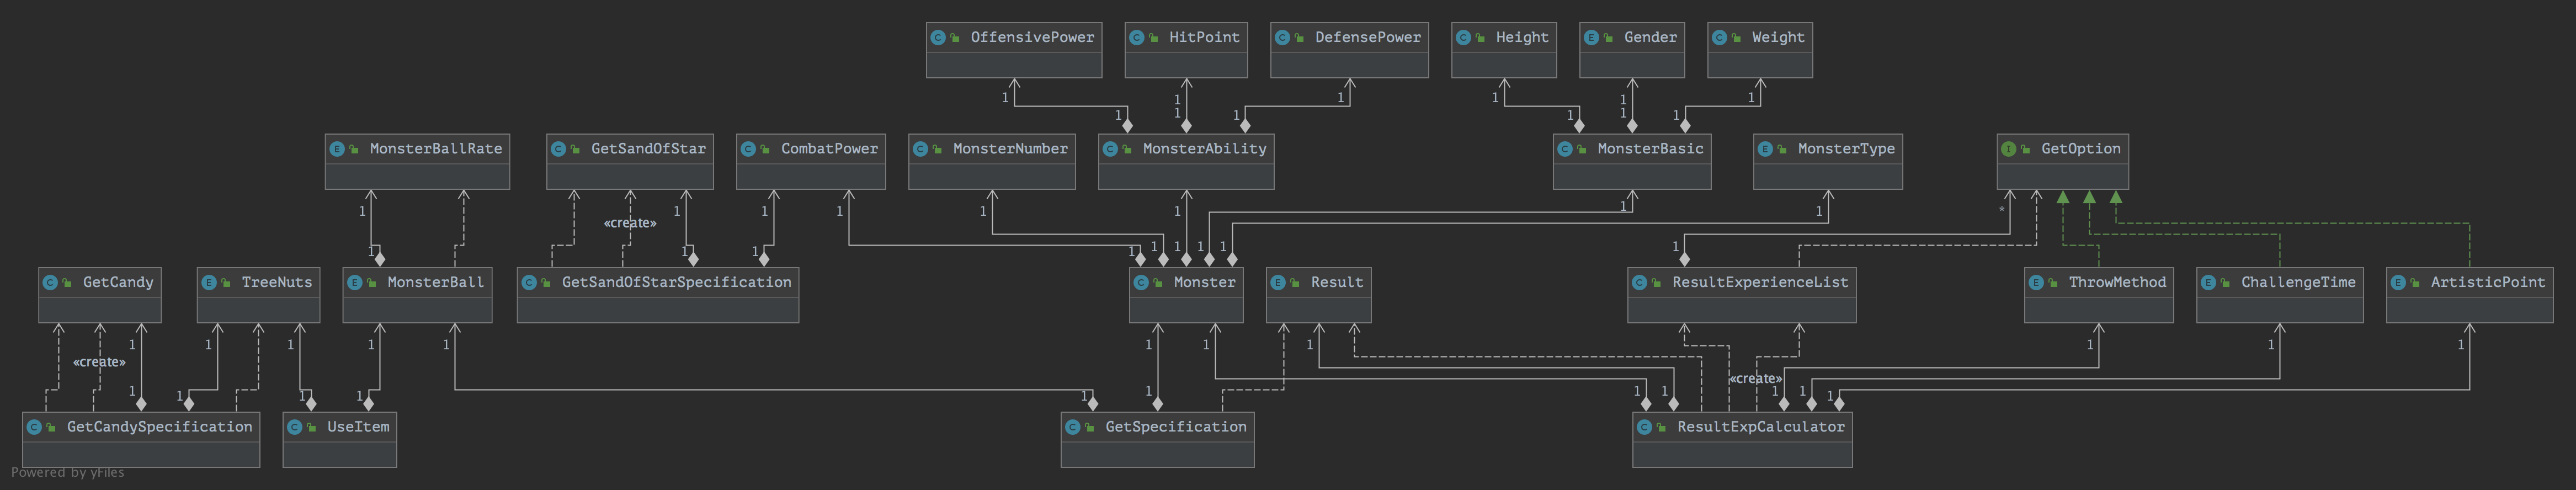 OffensivePower
HitPoint
DefensePower
Height
Gender
Weight
1
1
1
1
1
1
1
1
1
1
1
1
MonsterBallRate
GetSandOfStar
CombatPower
MonsterNumber
MonsterAbility
MonsterBasic
MonsterType
GetOption
1
«create»
1
1
1
1
1
1
1
*
1
1
1
1
1
1
1
1
1
GetCandy
TreeNuts
MonsterBall
GetSandOfStarSpecification
Monster
Result
ResultExperienceList
ThrowMethod
ChallengeTime
ArtisticPoint
1
1
1
1
1
1
1
1
1
1
1
«create»
«create»
1
1
1
1
1
1
1
1
1
1
1
GetCandySpecification
UseItem
GetSpecification
ResultExpCalculator
Powered by yFiles